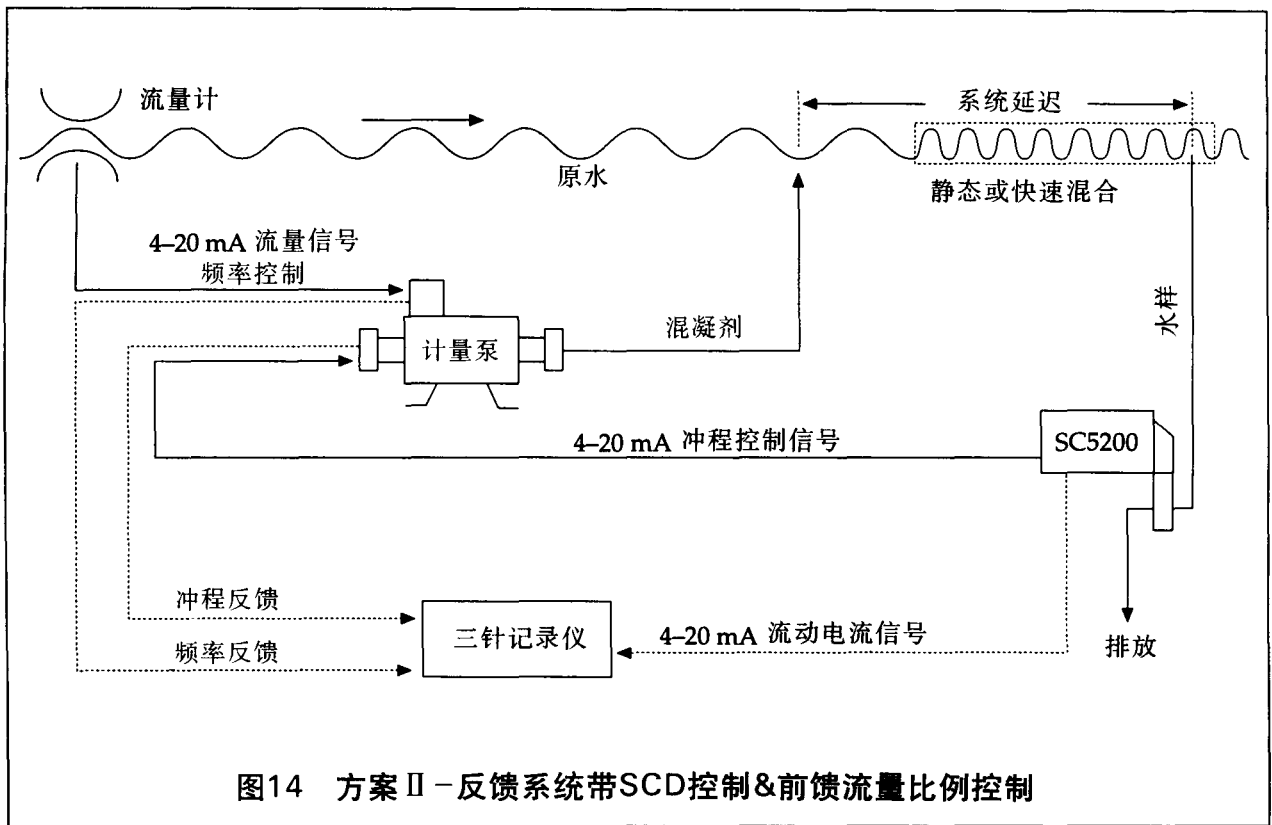 流量计
系统延迟
原水
静态或快速混合
4–20 mA 流量信号
频率控制
水样
混凝剂
计量泵
4–20 mA 冲程控制信号
SC5200
冲程反馈
三针记录仪
4–20 mA 流动电流信号
频率反馈
排放
图14 方案Ⅱ－反馈系统带SCD控制&前馈流量比例控制